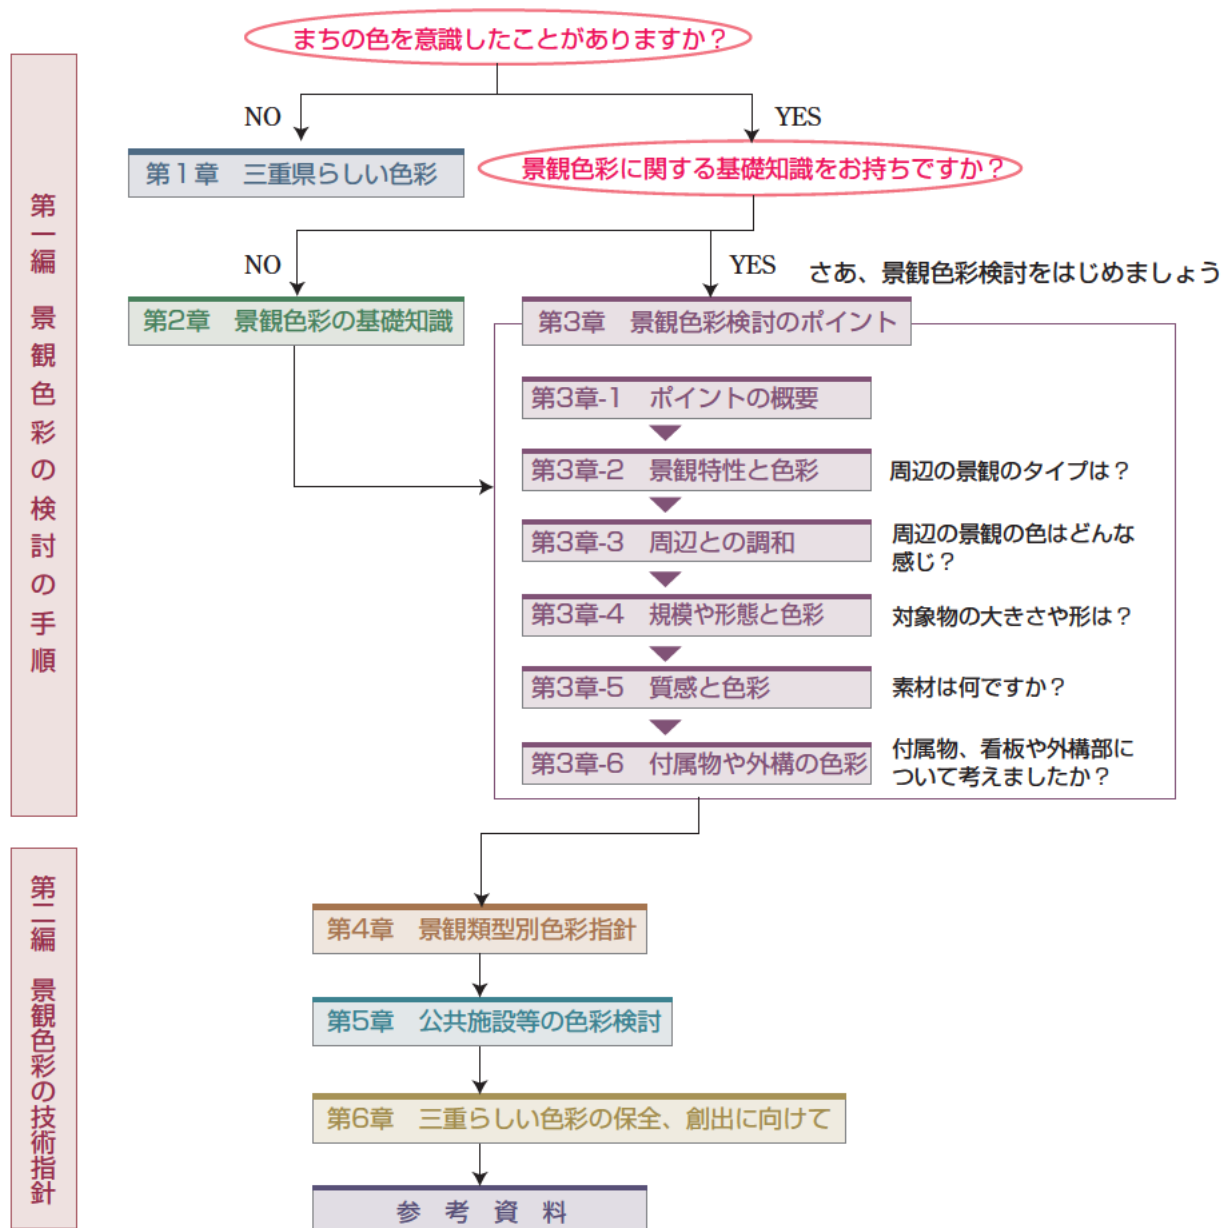 まちの色を意識したことがありますか？
NO
YES
第１章　三重県らしい色彩
景観色彩に関する基礎知識をお持ちですか？
NO
YES
さあ、景観色彩検討をはじめましょう
第2章　景観色彩の基礎知識
第3章　景観色彩検討のポイント
第3章-1　ポイントの概要
第3章-2　景観特性と色彩
周辺の景観のタイプは？
第3章-3　周辺との調和
周辺の景観の色はどんな
感じ？
第3章-4　規模や形態と色彩
対象物の大きさや形は？
第3章-5　質感と色彩
素材は何ですか？
第3章-6　付属物や外構の色彩
付属物、看板や外構部に
ついて考えましたか？
第一編　景観色彩の検討の手順
第4章　景観類型別色彩指針
第5章　公共施設等の色彩検討
第6章　三重らしい色彩の保全、創出に向けて
参　考　資　料
第二編　景観色彩の技術指針